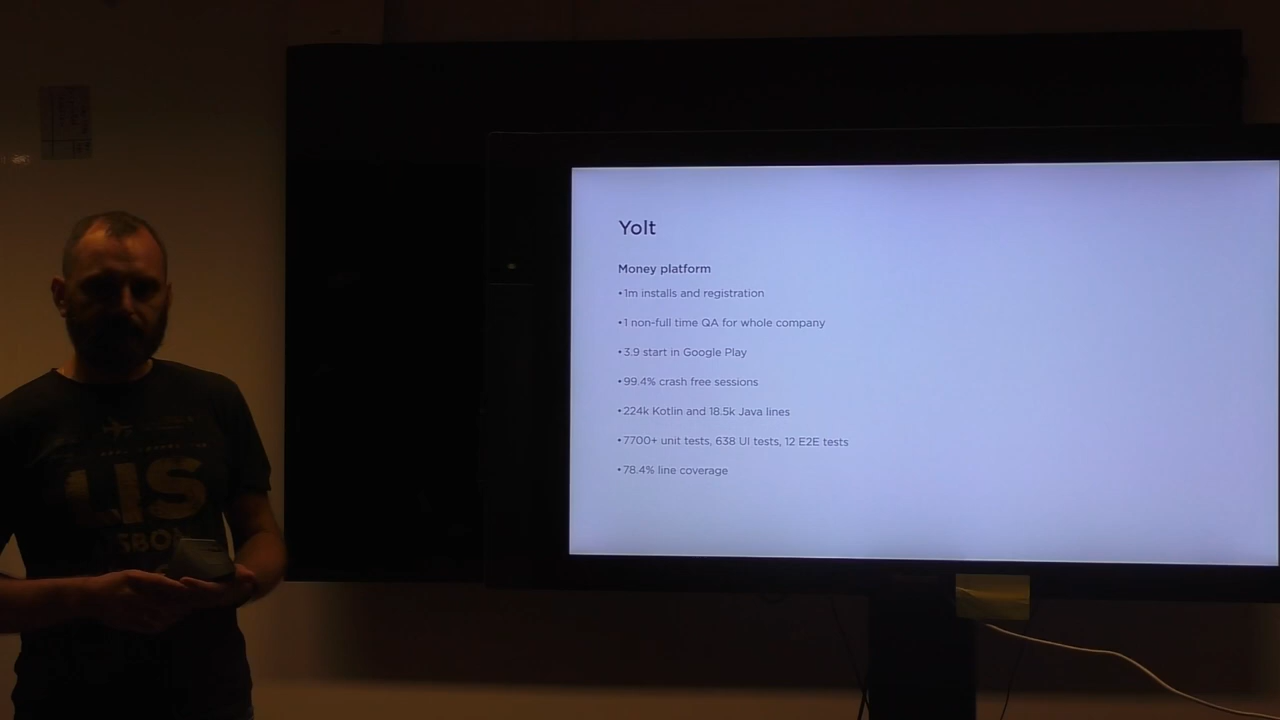 Yolt
Money platform
•1m installs and registration
•1 non-full time QA for whole company
•3.9 start in Google Play
•99.4% crash free sessions
•224k Kotlin and 18.5k Java lines
•7700+ unit tests, 638 UI tests, 12 E2E tests
•78.4% line coverage
LIS